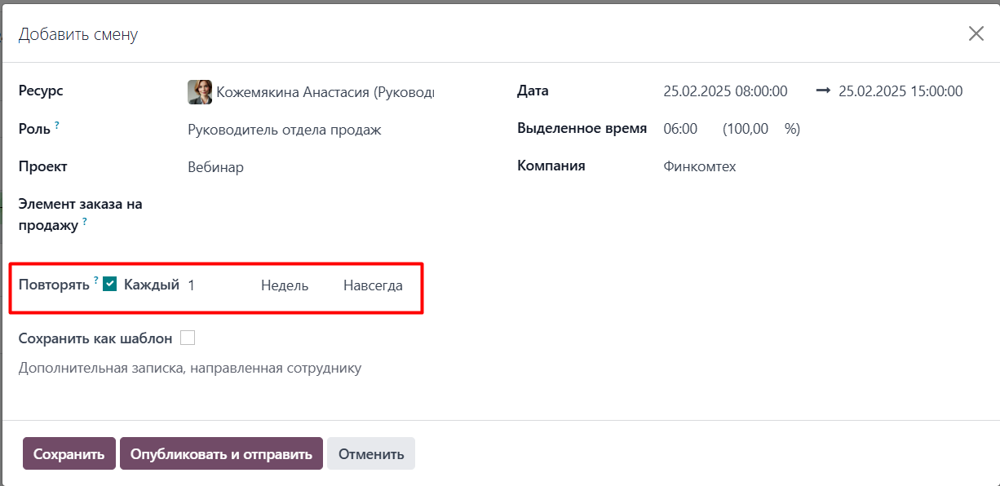 Добавить смену
Ресурс Кожемякина Анастасия (Руковод
Роль ? Руководитель отдела продаж
Проект Вебинар
Элемент заказа на
продажу ?
Дата 25.02.2025 08:00:00 → 25.02.2025 15:00:00
Выделенное время 06:00 (100,00 %)
Компания Финкомтех
Повторять ? Каждый 1 Недель Навсегда
Сохранить как шаблон
Дополнительная записка, направленная сотруднику
Сохранить Опубликовать и отправить Отменить